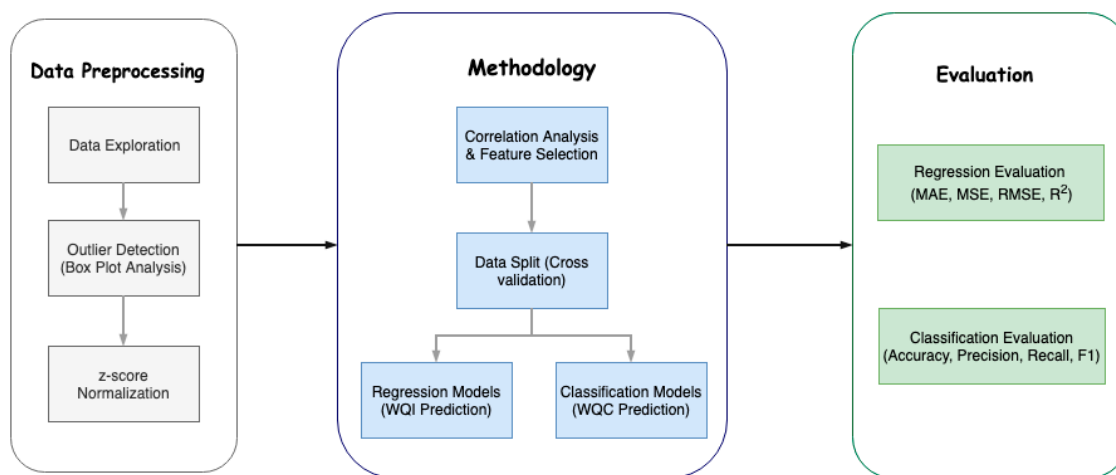 Data Preprocessing
Data Exploration
Outlier Detection
(Box Plot Analysis)
z-score
Normalization
Methodology
Correlation Analysis
& Feature Selection
Data Split (Cross
validation)
Regression Models
(WQI Prediction)
Classification Models
(WQC Prediction)
Evaluation
Regression Evaluation
(MAE, MSE, RMSE, R²)
Classification Evaluation
(Accuracy, Precision, Recall, F1)